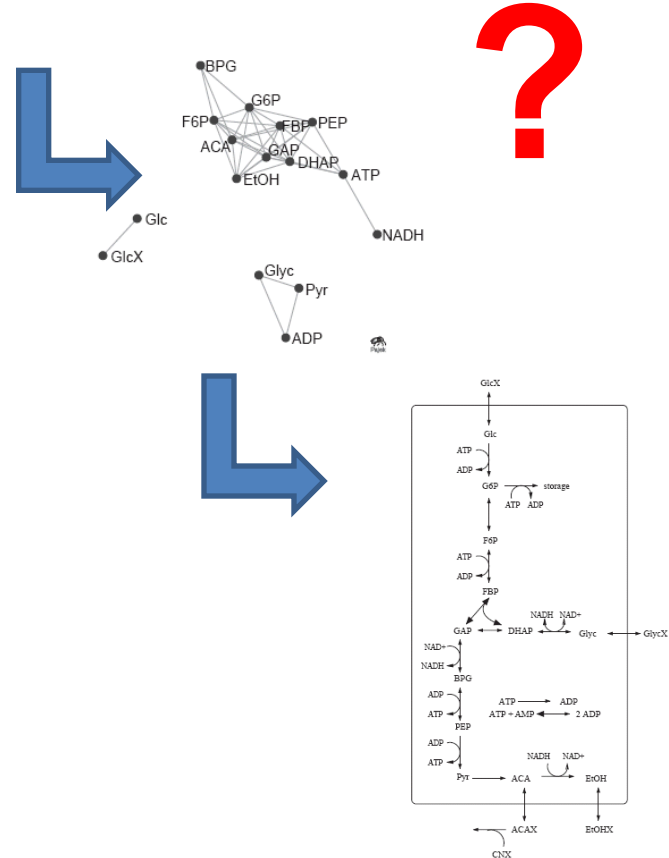 ?
BPG
G6P
F6P
FBP
PEP
ACA
GAP
DHAP
ATP
EtOH
Glc
NADH
GlcX
Glyc
Pyr
ADP
Pajek
GlcX
Glc
ATP
ADP
G6P
storage
ATP ADP
F6P
ATP
ADP
FBP
NADH NAD+
GAP DHAP Glyc GlycX
NAD+
NADH
BPG
ADP
ATP
ATP ADP
ATP + AMP 2 ADP
PEP
ADP
ATP
NADH NAD+
Pyr ACA EtOH
ACAX EtOHX
CNX